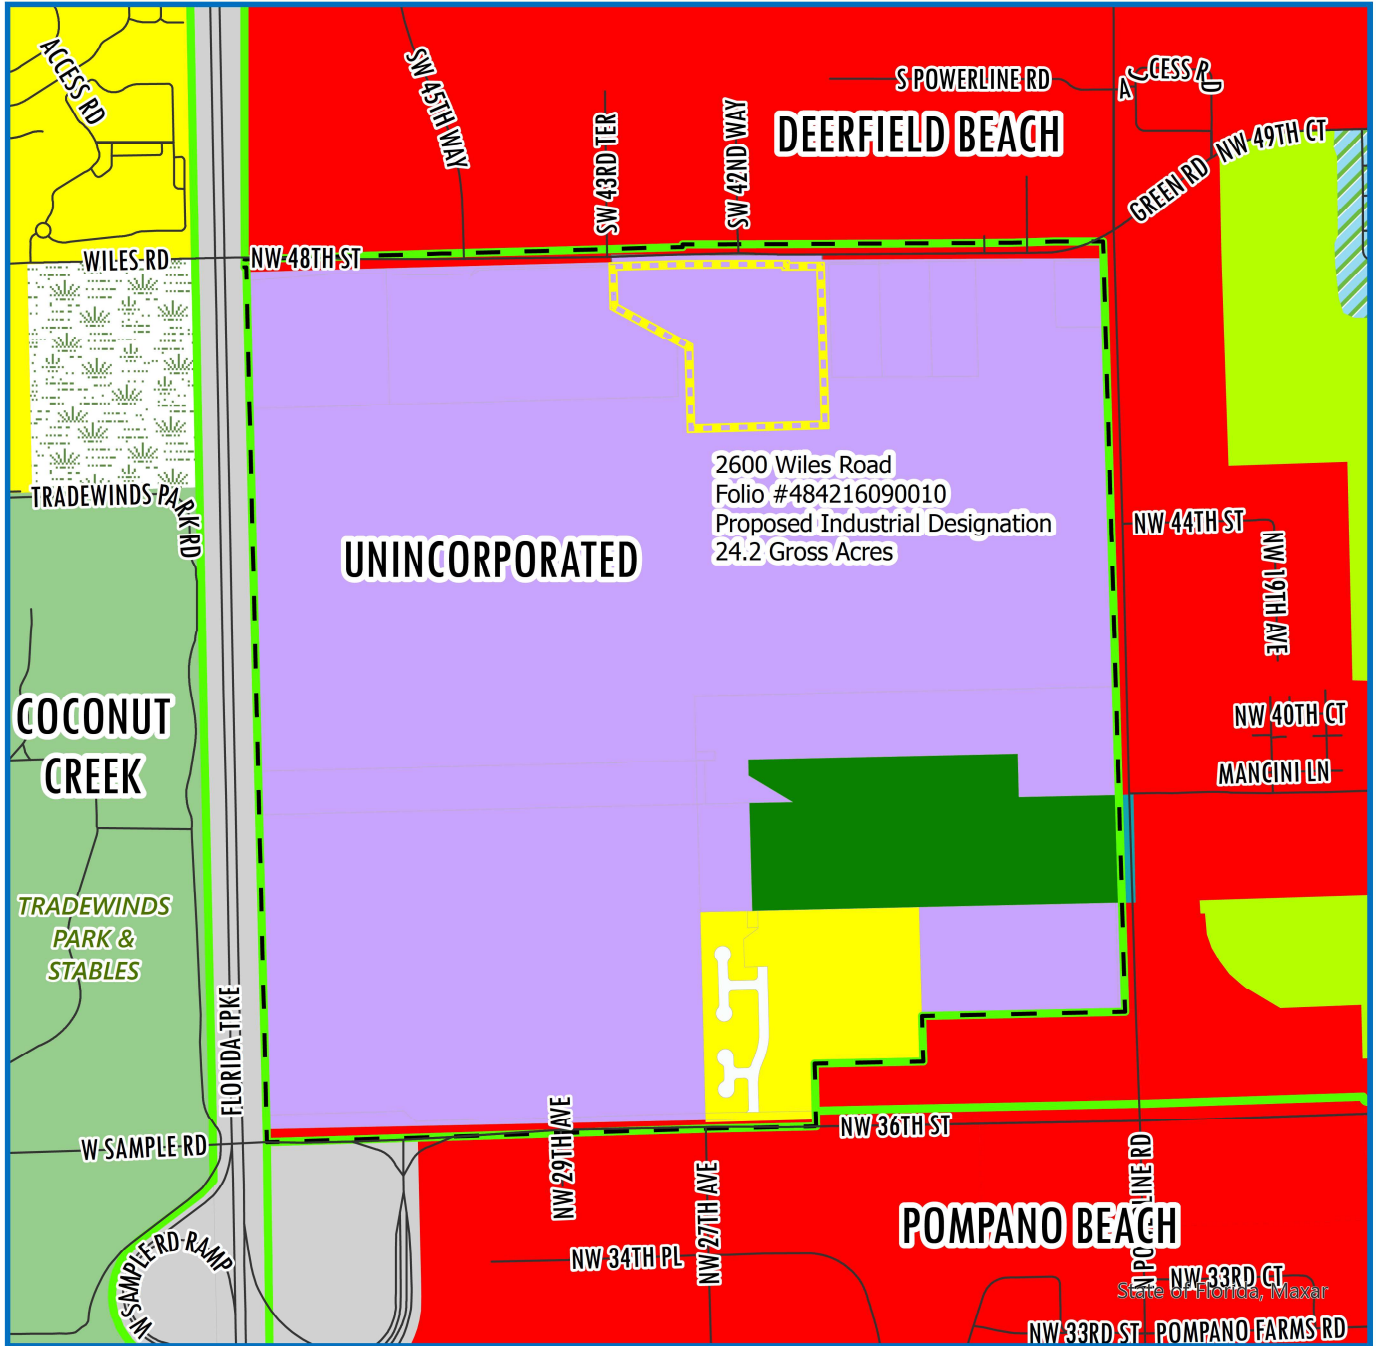 ACCESS RD
SW 45TH WAY
S POWERLINE RD
ACCESS RD
SW 43RD TER
SW 42ND WAY
DEERFIELD BEACH
NW 49TH CT
GREEN RD
WILES RD
NW 48TH ST
2600 Wiles Road
Folio #484216090010
Proposed Industrial Designation
24.2 Gross Acres
TRADEWINDS PARK RD
NW 44TH ST
NW 19TH AVE
UNINCORPORATED
COCONUT
CREEK
NW 40TH CT
MANCINI LN
TRADEWINDS
PARK &
STABLES
FLORIDA TPKE
W SAMPLE RD
NW 29TH AVE
NW 36TH ST
NW 27TH AVE
N POWERLINE RD
POMPANO BEACH
W SAMPLE RD RAMP
NW 34TH PL
NW 33RD CT
State of Florida, Maxar
NW 33RD ST
POMPANO FARMS RD